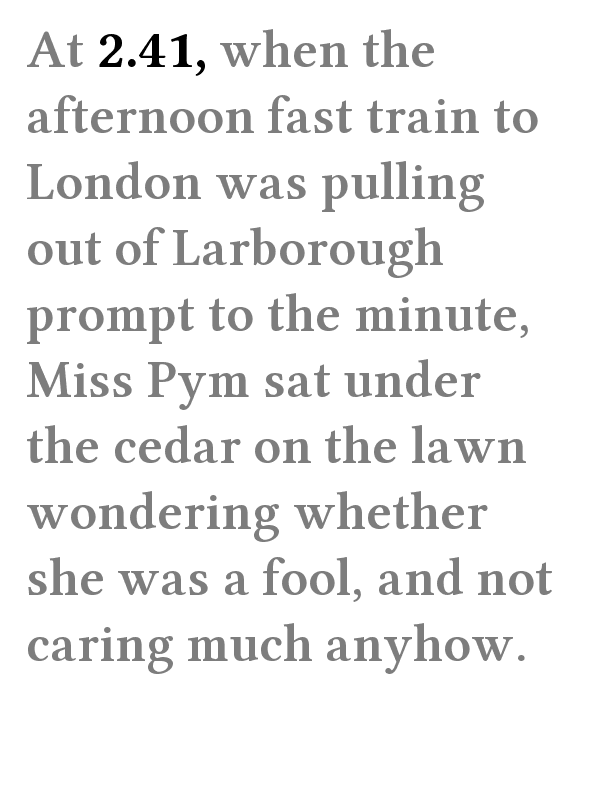 At 2.41, when the
afternoon fast train to
London was pulling
out of Larborough
prompt to the minute,
Miss Pym sat under
the cedar on the lawn
wondering whether
she was a fool, and not
caring much anyhow.